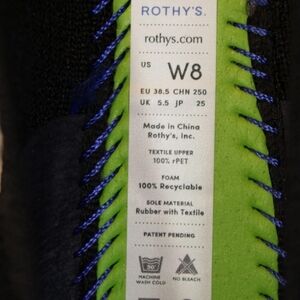 ROTHY'S.
rothys.com
US W8
EU 38.5 CHN 250
UK 5.5 JP 25
Made in China
Rothy's, Inc.
TEXTILE UPPER
100% rPET
FOAM
100% Recyclable
SOLE MATERIAL
Rubber with Textile
PATENT PENDING
30°
MACHINE
WASH COLD
NO BLEACH